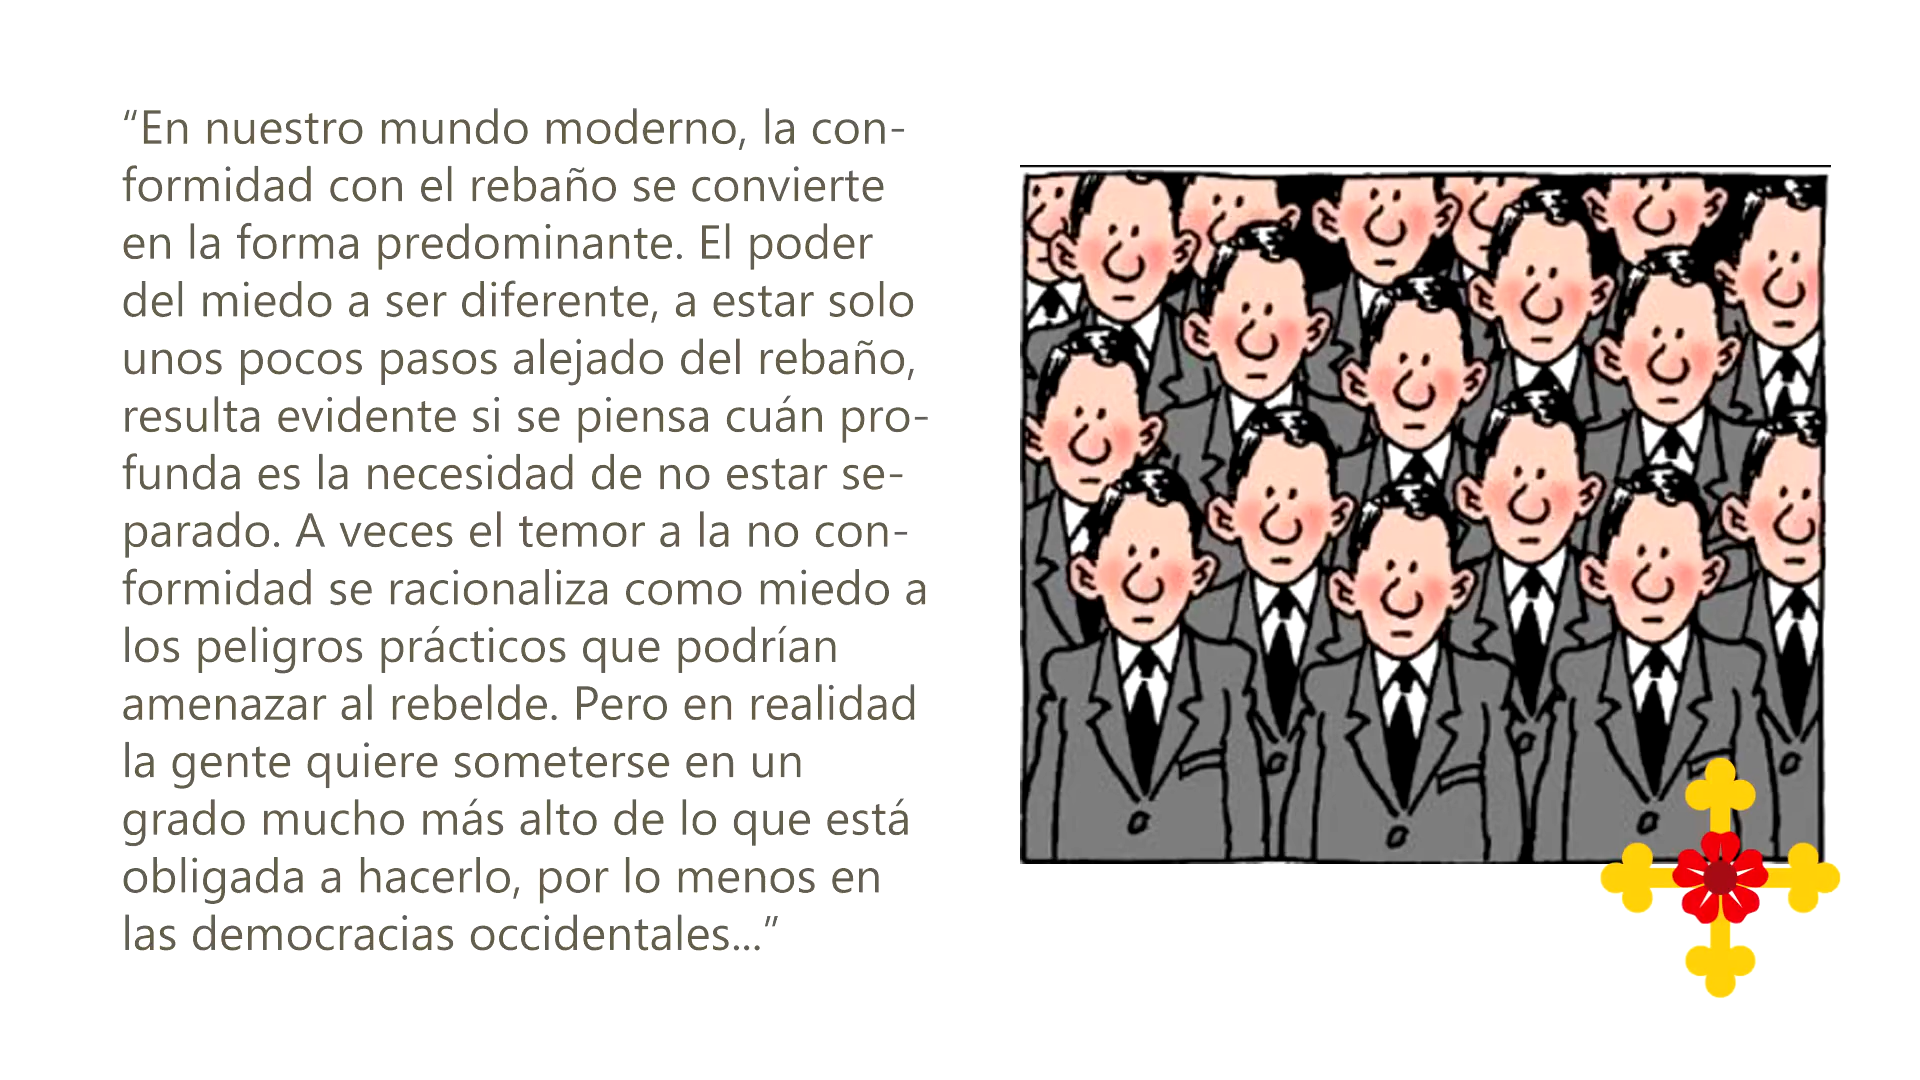 “En nuestro mundo moderno, la con-
formidad con el rebaño se convierte
en la forma predominante. El poder
del miedo a ser diferente, a estar solo
unos pocos pasos alejado del rebaño,
resulta evidente si se piensa cuán pro-
funda es la necesidad de no estar se-
parado. A veces el temor a la no con-
formidad se racionaliza como miedo a
los peligros prácticos que podrían
amenazar al rebelde. Pero en realidad
la gente quiere someterse en un
grado mucho más alto de lo que está
obligada a hacerlo, por lo menos en
las democracias occidentales...”